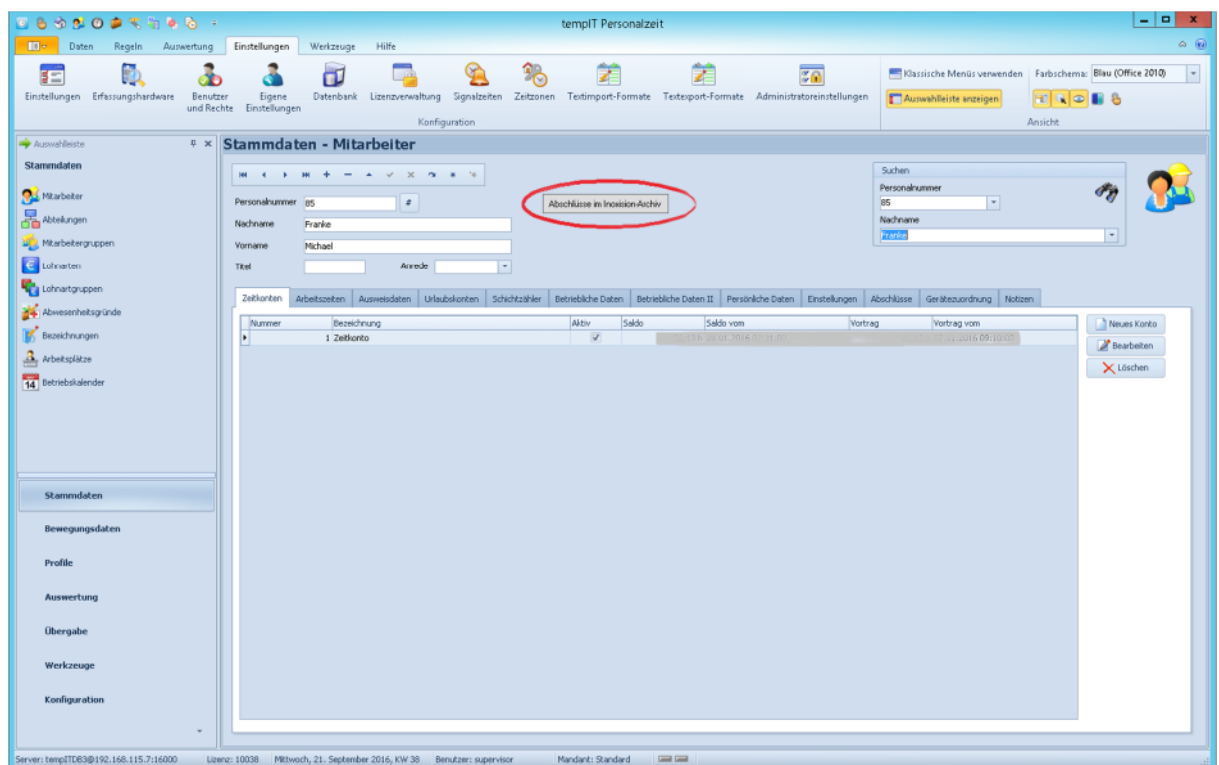 tempIT Personalzeit
Daten Regeln Auswertung Einstellungen Werkzeuge Hilfe
Einstellungen Erfassungshardware Benutzer und Rechte Eigene Einstellungen Datenbank Lizenzverwaltung Signalzeiten Zeitzonen Textimport-Formate Textexport-Formate Administratoreinstellungen
Klassische Menüs verwenden Farbschema: Blau (Office 2010)
Auswahlleiste anzeigen
Konfiguration Ansicht
Auswahlleiste
Stammdaten
Mitarbeiter
Abteilungen
Mitarbeitergruppen
Lohnarten
Lohnartgruppen
Abwesenheitsgründe
Bezeichnungen
Arbeitsplätze
14 Betriebskalender
Stammdaten
Bewegungsdaten
Profile
Auswertung
Übergabe
Werkzeuge
Konfiguration
Stammdaten - Mitarbeiter
Personalnummer 85 #
Nachname Franke
Vorname Michael
Titel Anrede
Abschlüsse im Inoxision-Archiv
Suchen
Personalnummer
85
Nachname
Franke
Zeitkonten Arbeitszeiten Ausweisdaten Urlaubskonten Schichtzähler Betriebliche Daten Betriebliche Daten II Persönliche Daten Einstellungen Abschlüsse Gerätezuordnung Notizen
Nummer Bezeichnung Aktiv Saldo Saldo vom Vortrag Vortrag vom
1 Zeitkonto
Neues Konto
Bearbeiten
Löschen
Server: tempITDB3@192.168.115.7:16000 Lizenz: 10038 Mittwoch, 21. September 2016, KW 38 Benutzer: supervisor Mandant: Standard